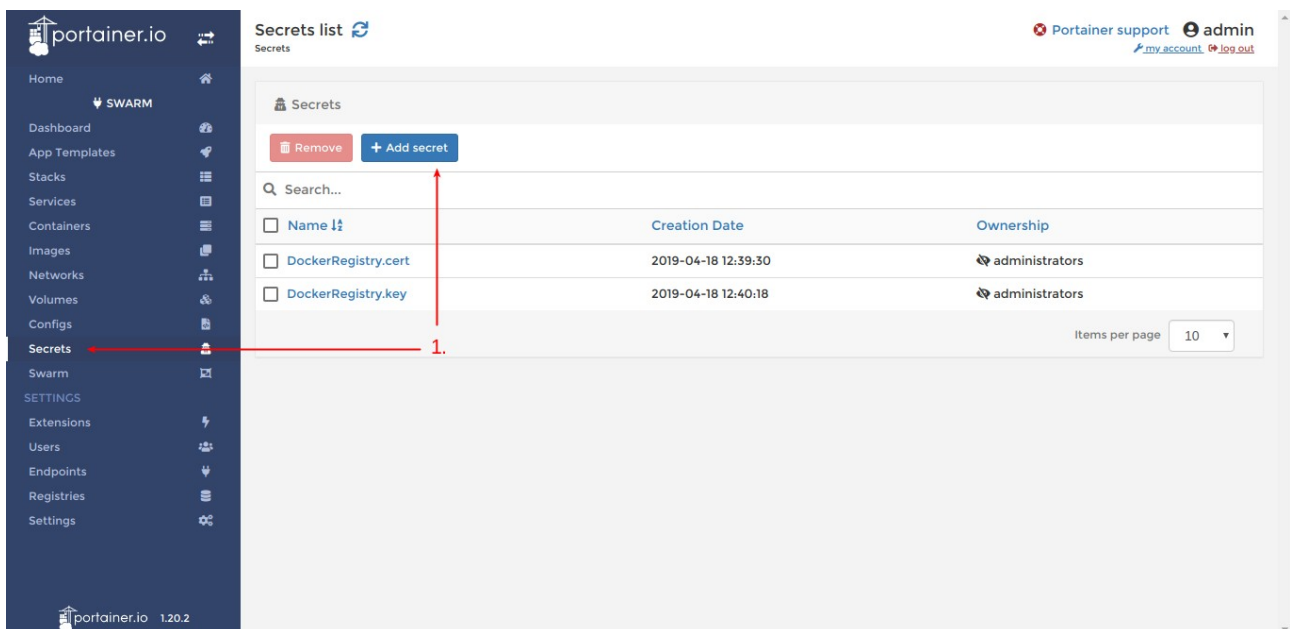 portainer.io
Home
SWARM
Dashboard
App Templates
Stacks
Services
Containers
Images
Networks
Volumes
Configs
Secrets
Swarm
SETTINGS
Extensions
Users
Endpoints
Registries
Settings
portainer.io 1.20.2
Secrets list
Secrets
Portainer support admin
my account log out
Secrets
Remove + Add secret
Search...
Name Creation Date Ownership
DockerRegistry.cert 2019-04-18 12:39:30 administrators
DockerRegistry.key 2019-04-18 12:40:18 administrators
Items per page 10
1.